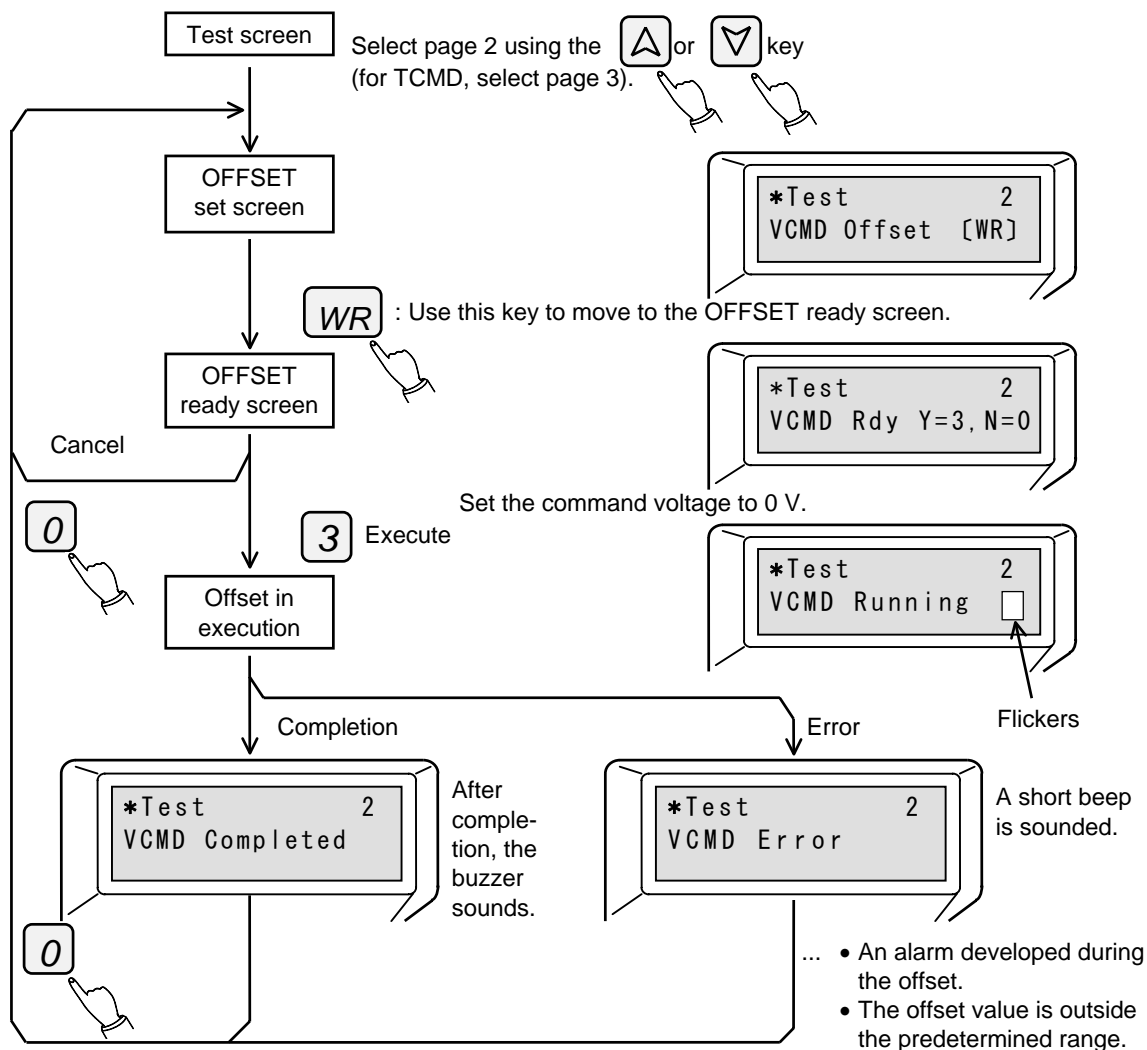 Test screen
Select page 2 using the or key
(for TCMD, select page 3).
OFFSET
set screen
*Test 2
VCMD Offset [WR]
WR : Use this key to move to the OFFSET ready screen.
OFFSET
ready screen
*Test 2
VCMD Rdy Y=3,N=0
Cancel
Set the command voltage to 0 V.
0
3 Execute
*Test 2
VCMD Running
Offset in
execution
Flickers
Completion
Error
*Test 2
VCMD Completed
After
comple-
tion, the
buzzer
sounds.
*Test 2
VCMD Error
A short beep
is sounded.
0
... • An alarm developed during
the offset.
• The offset value is outside
the predetermined range.